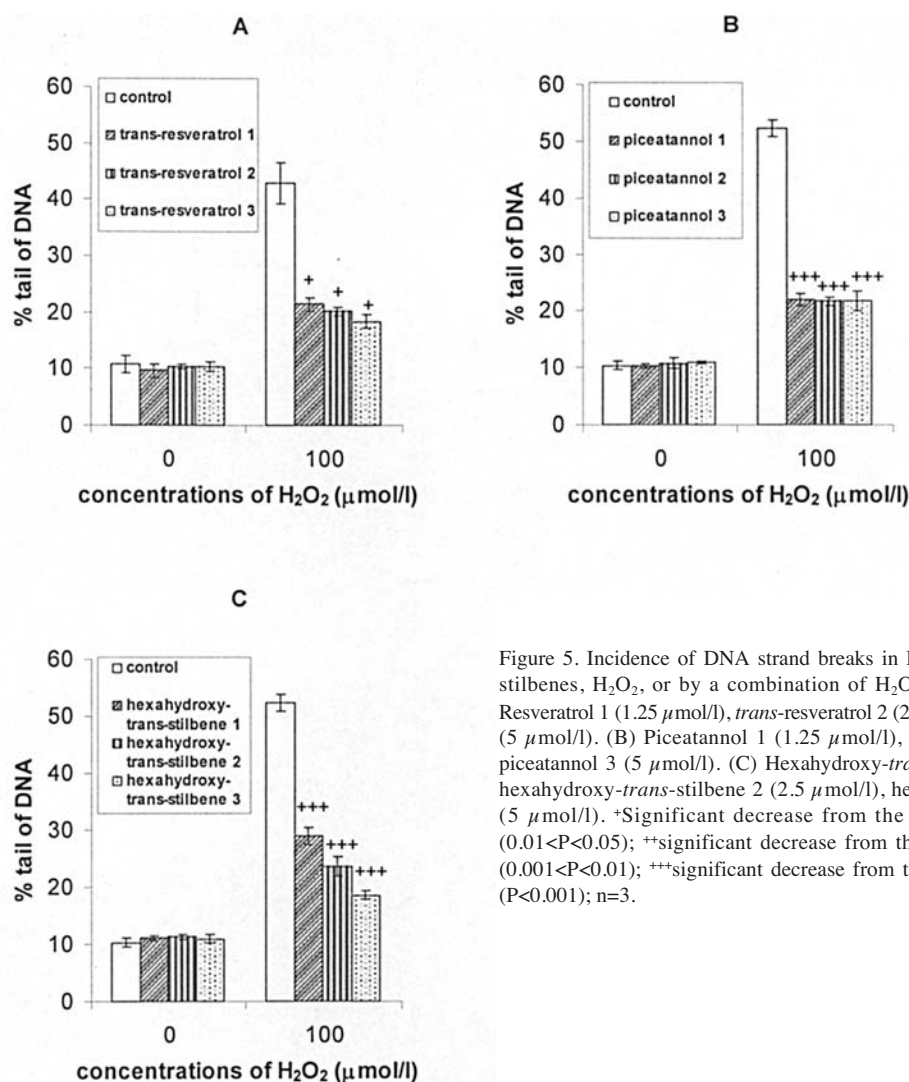 A
60
50
40
30
20
10
0
% tail of DNA
control
trans-resveratrol 1
trans-resveratrol 2
trans-resveratrol 3
+
+
+
0
100
concentrations of H₂O₂ (μmol/l)
B
60
50
40
30
20
10
0
% tail of DNA
control
piceatannol 1
piceatannol 2
piceatannol 3
+++
+++
+++
0
100
concentrations of H₂O₂ (μmol/l)
C
60
50
40
30
20
10
0
% tail of DNA
control
hexahydroxy-
trans-stilbene 1
hexahydroxy-
trans-stilbene 2
hexahydroxy-
trans-stilbene 3
+++
+++
+++
0
100
concentrations of H₂O₂ (μmol/l)
Figure 5. Incidence of DNA strand breaks in
stilbenes, H₂O₂, or by a combination of
Resveratrol 1 (1.25 μmol/l), trans-resveratrol 2
(5 μmol/l). (B) Piceatannol 1 (1.25 μmol/l),
piceatannol 3 (5 μmol/l). (C)
hexahydroxy-trans-stilbene 2 (2.5 μmol/l),
(5 μmol/l). ⁺Significant decrease from the
(0.01<P<0.05); ⁺⁺significant decrease from
(0.001<P<0.01); ⁺⁺⁺significant decrease from
(P<0.001); n=3.